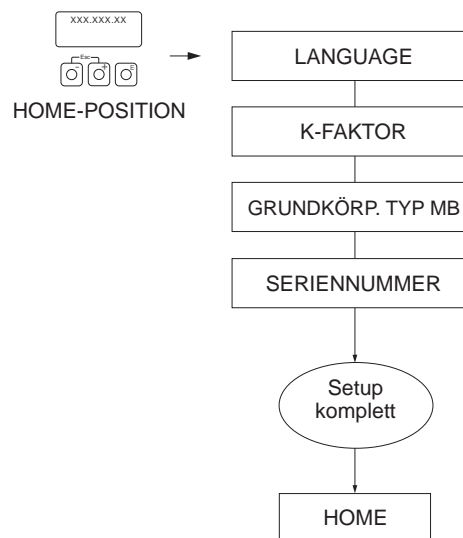 XXX.XXX.XX
Esc
- + E
HOME-POSITION
LANGUAGE
K-FAKTOR
GRUNDKÖRP. TYP MB
SERIENNUMMER
Setup
komplett
HOME